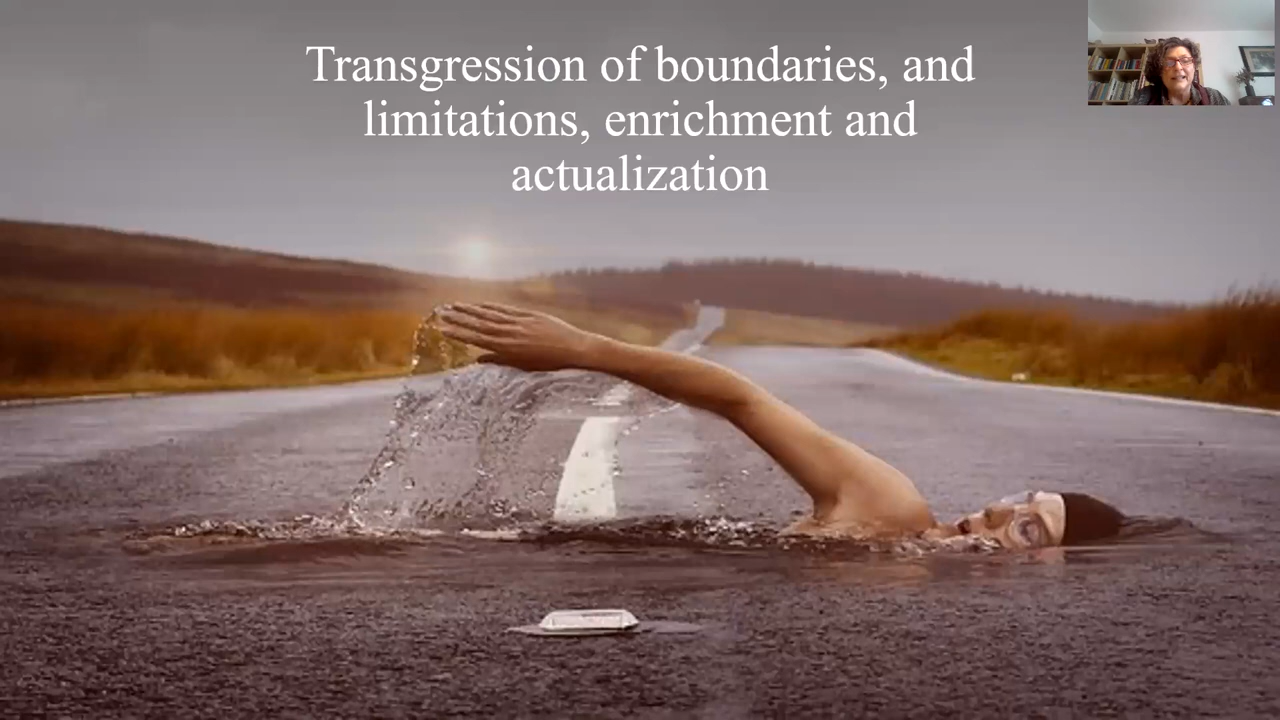 Transgression of boundaries, and
limitations, enrichment and
actualization